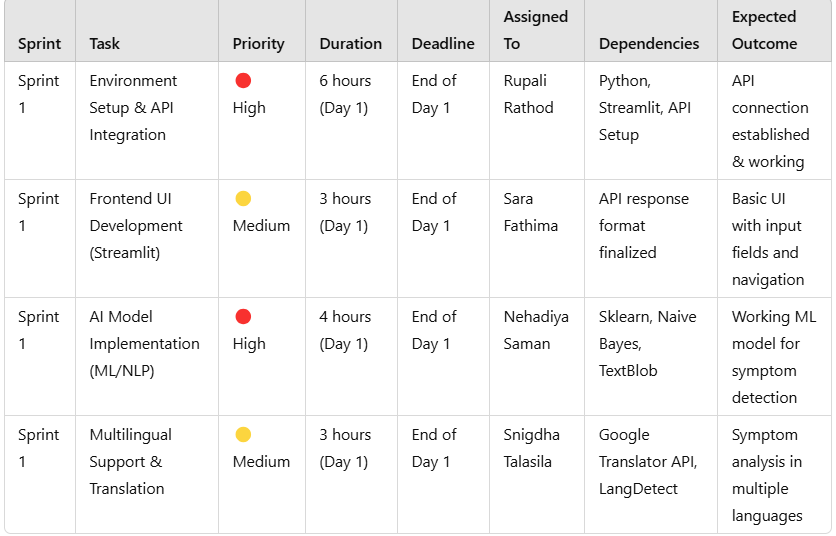 Sprint Task Priority Duration Deadline Assigned To Dependencies Expected Outcome
Sprint 1 Environment Setup & API Integration High 6 hours (Day 1) End of Day 1 Rupali Rathod Python, Streamlit, API Setup API connection established & working
Sprint 1 Frontend UI Development (Streamlit) Medium 3 hours (Day 1) End of Day 1 Sara Fathima API response format finalized Basic UI with input fields and navigation
Sprint 1 AI Model Implementation (ML/NLP) High 4 hours (Day 1) End of Day 1 Nehadiya Saman Sklearn, Naive Bayes, TextBlob Working ML model for symptom detection
Sprint 1 Multilingual Support & Translation Medium 3 hours (Day 1) End of Day 1 Snigdha Talasila Google Translator API, LangDetect Symptom analysis in multiple languages